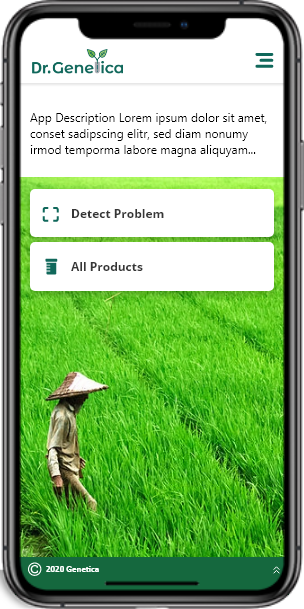 Dr.Genetica
App Description Lorem ipsum dolor sit amet,
conset sadipscing elitr, sed diam nonumy
irmod temporma labore magna aliquyam...
Detect Problem
All Products
© 2020 Genetica